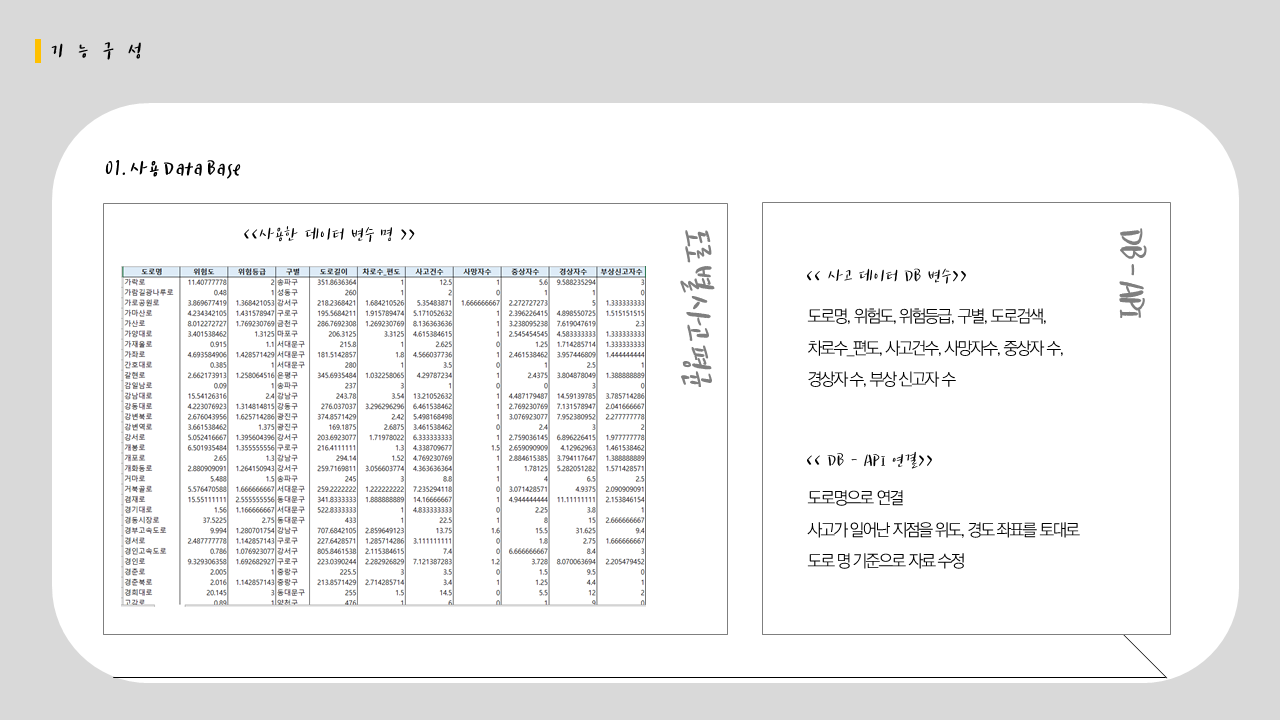 기능구성
01.사용DataBase
<<사용한 데이터 변수 명 >>
도로별사고평균
도로명 위험도 위험등급 구별 도로길이 차로수_편도 사고건수 사망자수 중상자수 경상자수 부상신고자수
가락로 11.40777778 2 송파구 351.8636364 1 12.5 1 5.6 9.588235294 3
가람길광나루로 0.48 1 성동구 260 1 2 0 1 1 0
가로공원로 3.869677419 1.368421053 강서구 218.2368421 1.684210526 5.35483871 1.666666667 2.272727273 5 1.333333333
가마산로 4.234342105 1.431578947 구로구 195.5684211 1.915789474 5.171052632 1 2.396226415 4.898550725 1.515151515
가산로 8.012272727 1.769230769 금천구 286.7692308 1.269230769 8.136363636 1 3.238095238 7.619047619 2.3
가양대로 3.401538462 1.3125 마포구 206.3125 3.3125 4.615384615 1 2.545454545 4.583333333 1.333333333
가재울로 0.915 1.1 서대문구 215.8 1 2.625 0 1.25 1.714285714 1.333333333
가좌로 4.693584906 1.428571429 서대문구 181.5142857 1.8 4.566037736 1 2.461538462 3.957446809 1.444444444
간호대로 0.385 1 서대문구 280 1 3.5 0 1 2.5 1
갈현로 2.662173913 1.258064516 은평구 345.6935484 1.032258065 4.29787234 1 2.4375 3.804878049 1.388888889
감일남로 0.09 1 송파구 237 3 1 0 0 3 0
강남대로 15.54126316 2.4 강남구 243.78 3.54 13.21052632 1 4.487179487 14.59139785 3.785714286
강동대로 4.223076923 1.314814815 강동구 276.037037 3.296296296 6.461538462 1 2.769230769 7.131578947 2.041666667
강변북로 2.676043956 1.625714286 광진구 374.8571429 2.42 5.498168498 1 3.076923077 7.952380952 2.277777778
강변역로 3.661538462 1.375 광진구 169.1875 2.6875 3.461538462 0 2.4 3 2
강서로 5.052416667 1.395604396 강서구 203.6923077 1.71978022 6.333333333 1 2.759036145 6.896226415 1.977777778
개봉로 6.501935484 1.355555556 구로구 216.4111111 1.3 4.338709677 1.5 2.659090909 4.12962963 1.461538462
개포로 2.65 1.3 강남구 294.14 1.52 4.769230769 1 2.884615385 3.794117647 1.388888889
개화동로 2.880909091 1.264150943 강서구 259.7169811 3.056603774 4.363636364 1 1.78125 5.282051282 1.571428571
거마로 5.488 1.5 송파구 245 3 8.8 1 4 6.5 2.5
거북골로 5.576470588 1.666666667 서대문구 259.2222222 1.222222222 7.235294118 0 3.071428571 4.9375 2.090909091
겸재로 15.55111111 2.555555556 동대문구 341.8333333 1.888888889 14.16666667 1 4.944444444 11.11111111 2.153846154
경기대로 1.56 1.166666667 서대문구 522.8333333 1 4.833333333 0 2.25 3.8 1
경동시장로 37.5225 2.75 동대문구 433 1 22.5 1 8 15 2.666666667
경부고속도로 9.994 1.280701754 강남구 707.6842105 2.859649123 13.75 1.6 15.5 31.625 9.4
경서로 2.487777778 1.142857143 구로구 227.6428571 1.285714286 3.111111111 0 1.8 2.75 1.666666667
경인고속도로 0.786 1.076923077 강서구 805.8461538 2.115384615 7.4 0 6.666666667 8.4 3
경인로 9.329306358 1.692682927 구로구 223.0390244 2.282926829 7.121387283 1.2 3.728 8.070063694 2.205479452
경춘로 2.005 1 중랑구 225.5 3 3.5 0 1.5 9.5 0
경춘북로 2.016 1.142857143 중랑구 213.8571429 2.714285714 3.4 1 1.25 4.4 1
경희대로 20.145 3 동대문구 255 1.5 14.5 0 5.5 12 2
고강로 0.89 1 양천구 476 1 6 0 1 9 0
DB - API
<< 사고 데이터 DB 변수>>
도로명, 위험도, 위험등급, 구별, 도로검색,
차로수_편도, 사고건수, 사망자수, 중상자 수,
경상자 수, 부상 신고자 수
<< DB - API 연결>>
도로명으로 연결
사고가 일어난 지점을 위도, 경도 좌표를 토대로
도로 명 기준으로 자료 수정